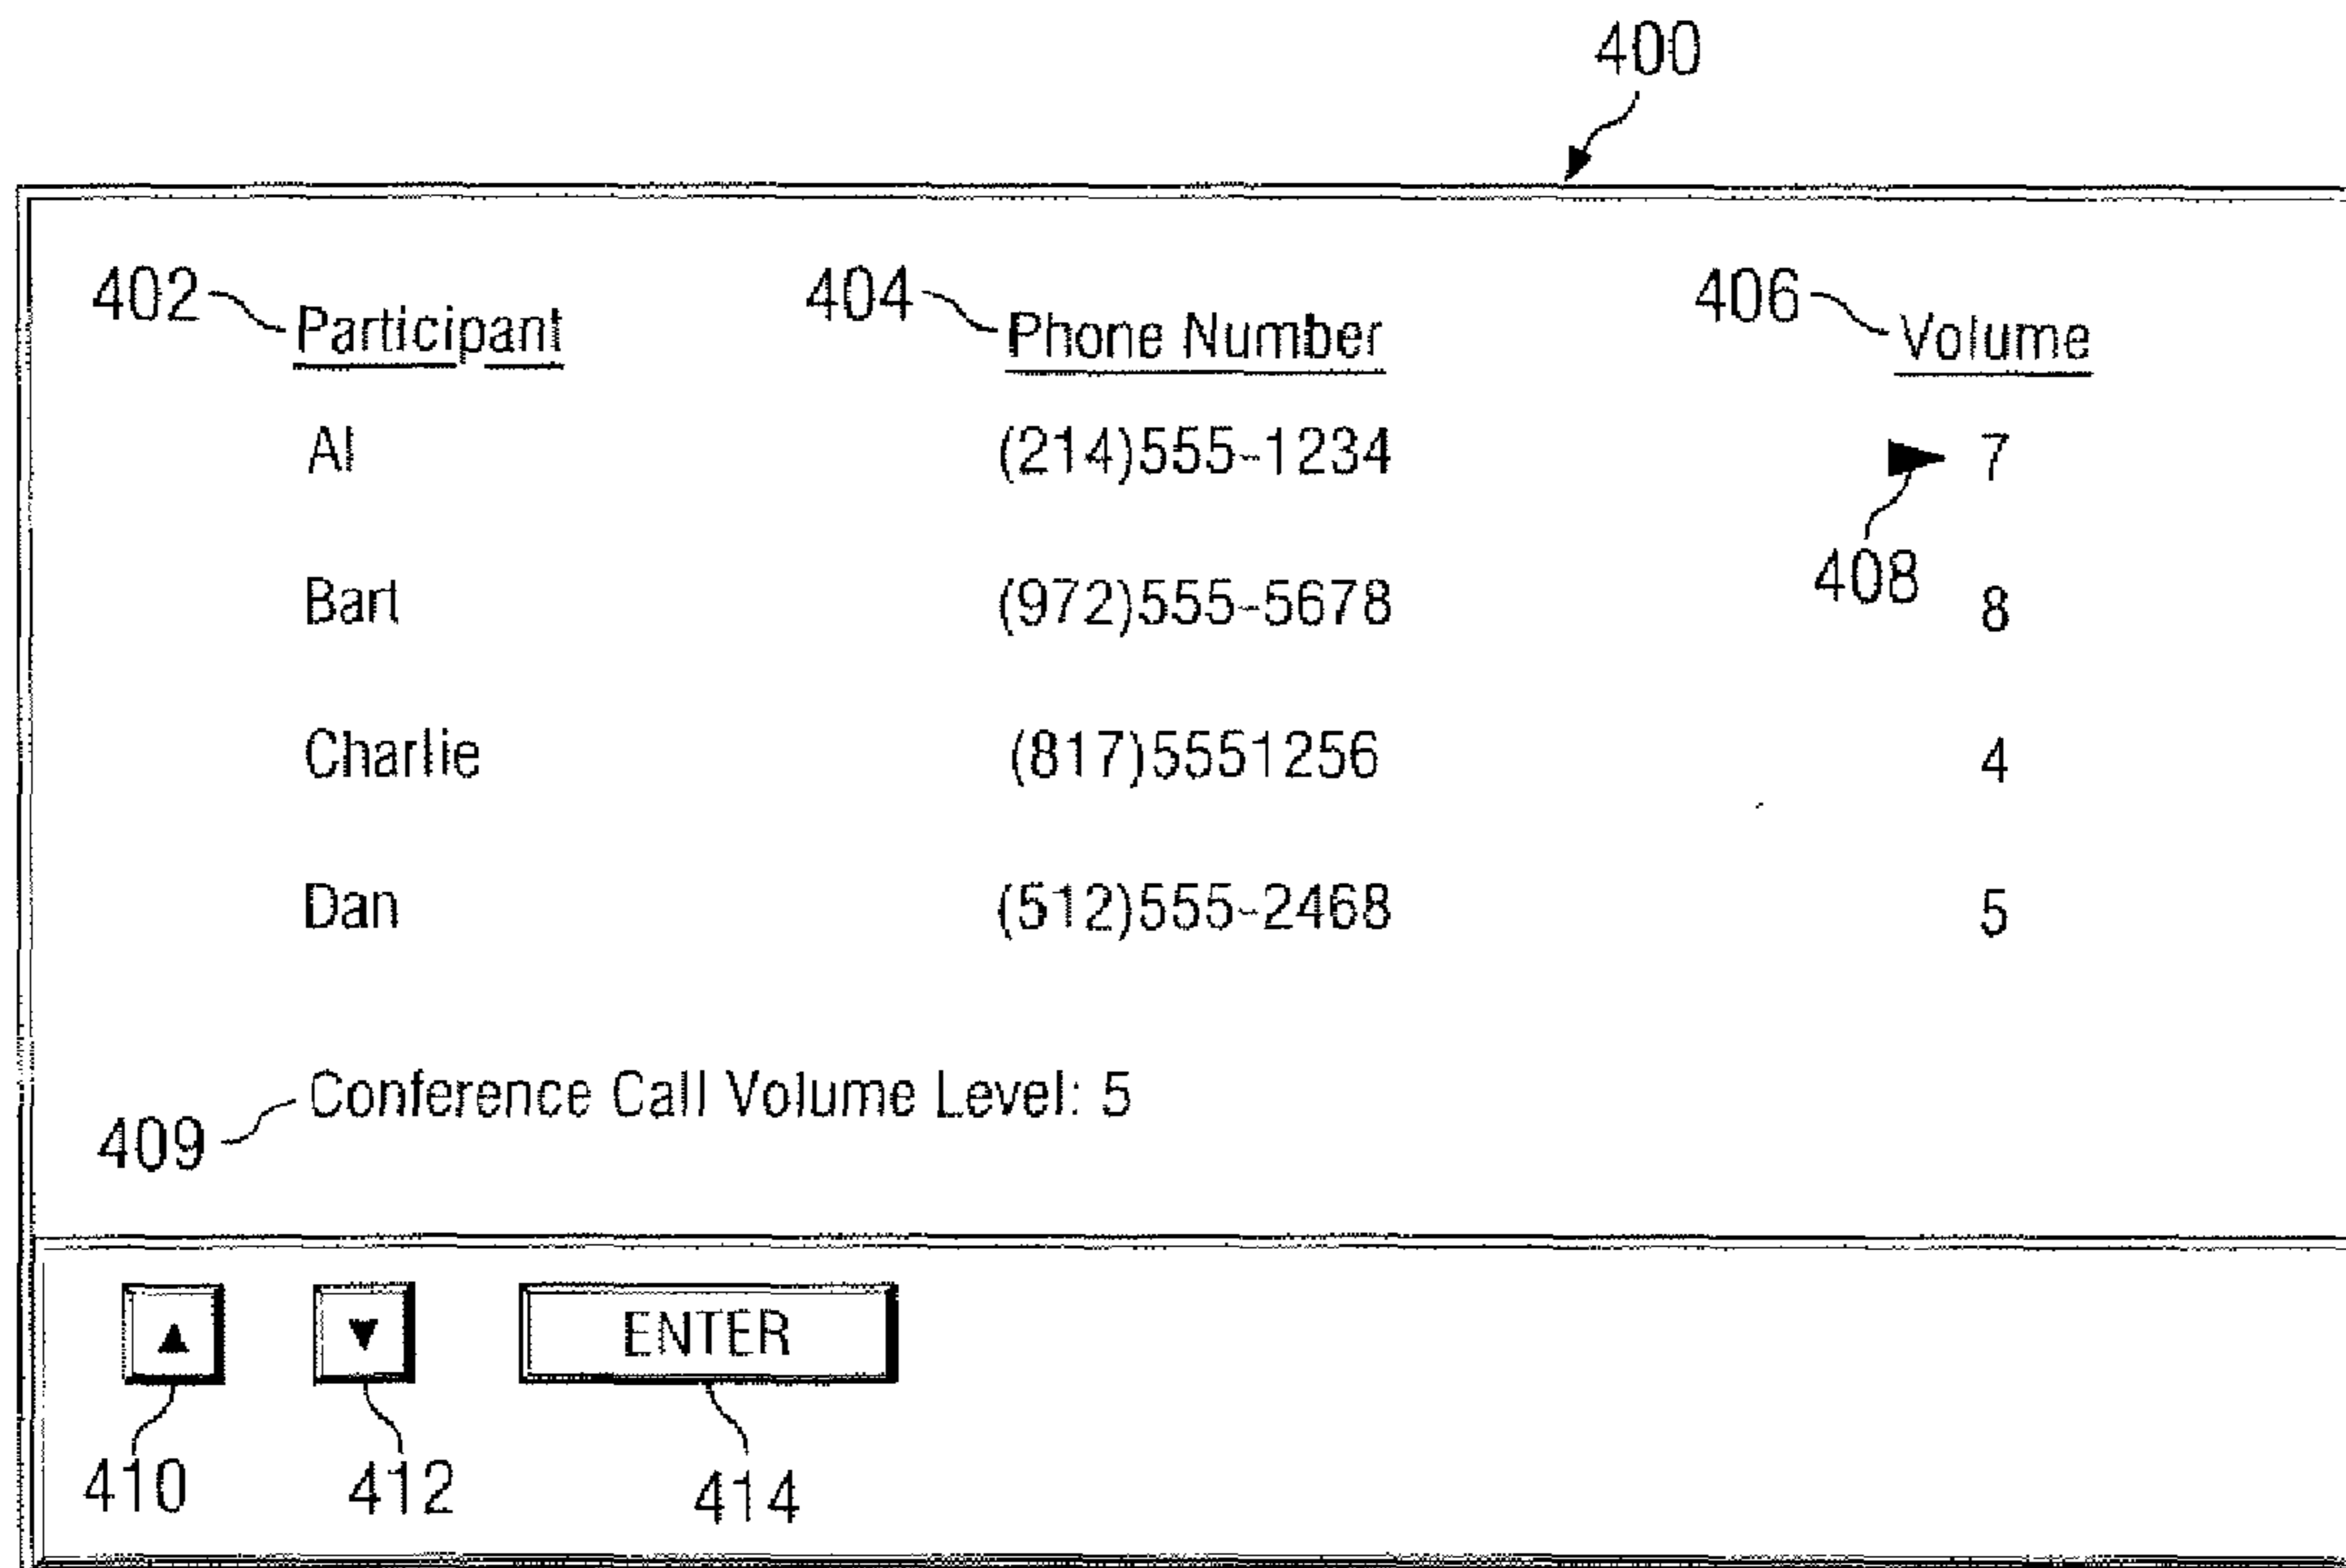 400
402 Participant 404 Phone Number 406 Volume
Al (214)555-1234 7
408
Bart (972)555-5678 8
Charlie (817)5551256 4
Dan (512)555-2468 5
Conference Call Volume Level: 5
409
ENTER
410 412 414